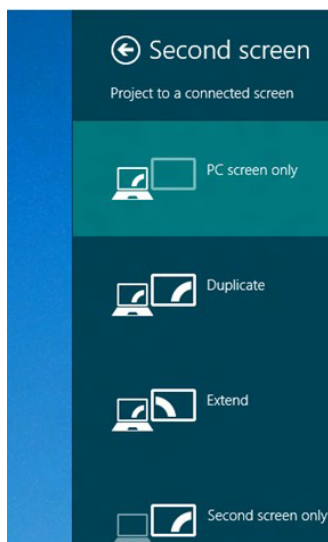 Second screen
Project to a connected screen
PC screen only
Duplicate
Extend
Second screen only